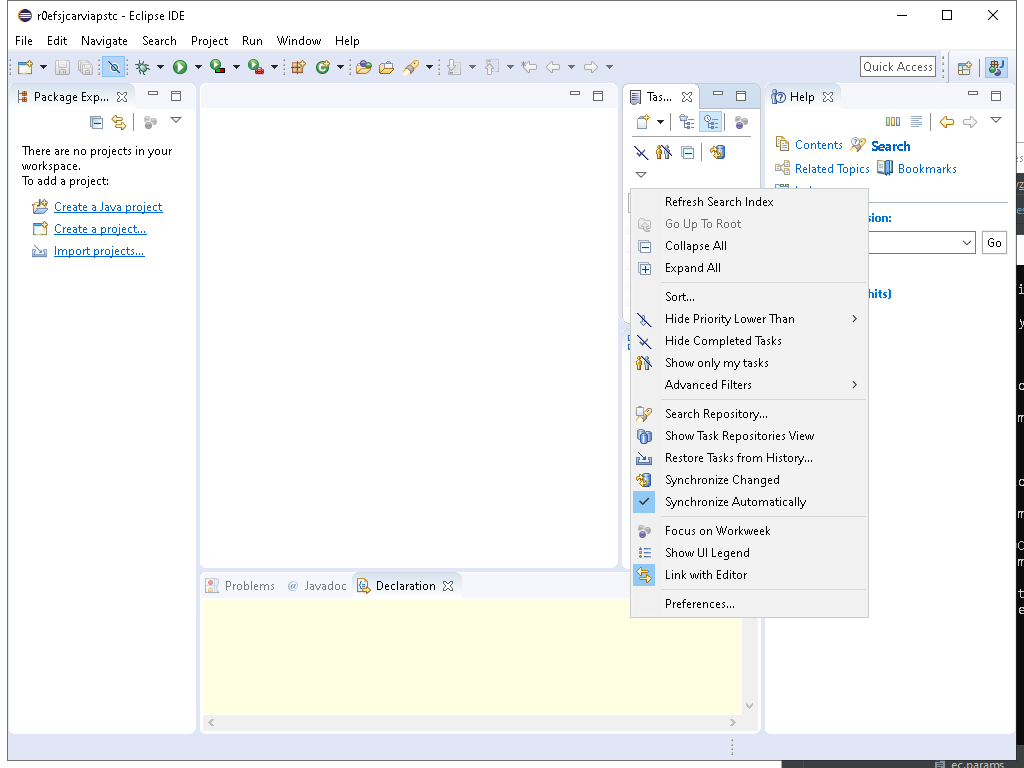 r0efsjcarviapstc - Eclipse IDE
File Edit Navigate Search Project Run Window Help
Quick Access
Package Exp...
Tas...
Help
There are no projects in your
workspace.
To add a project:
Create a Java project
Create a project...
Import projects...
Contents Search
Related Topics Bookmarks
sion:
Go
hits)
Refresh Search Index
Go Up To Root
Collapse All
Expand All
Sort...
Hide Priority Lower Than
Hide Completed Tasks
Show only my tasks
Advanced Filters
Search Repository...
Show Task Repositories View
Restore Tasks from History...
Synchronize Changed
Synchronize Automatically
Focus on Workweek
Show UI Legend
Link with Editor
Preferences...
Problems @ Javadoc Declaration
ec.params